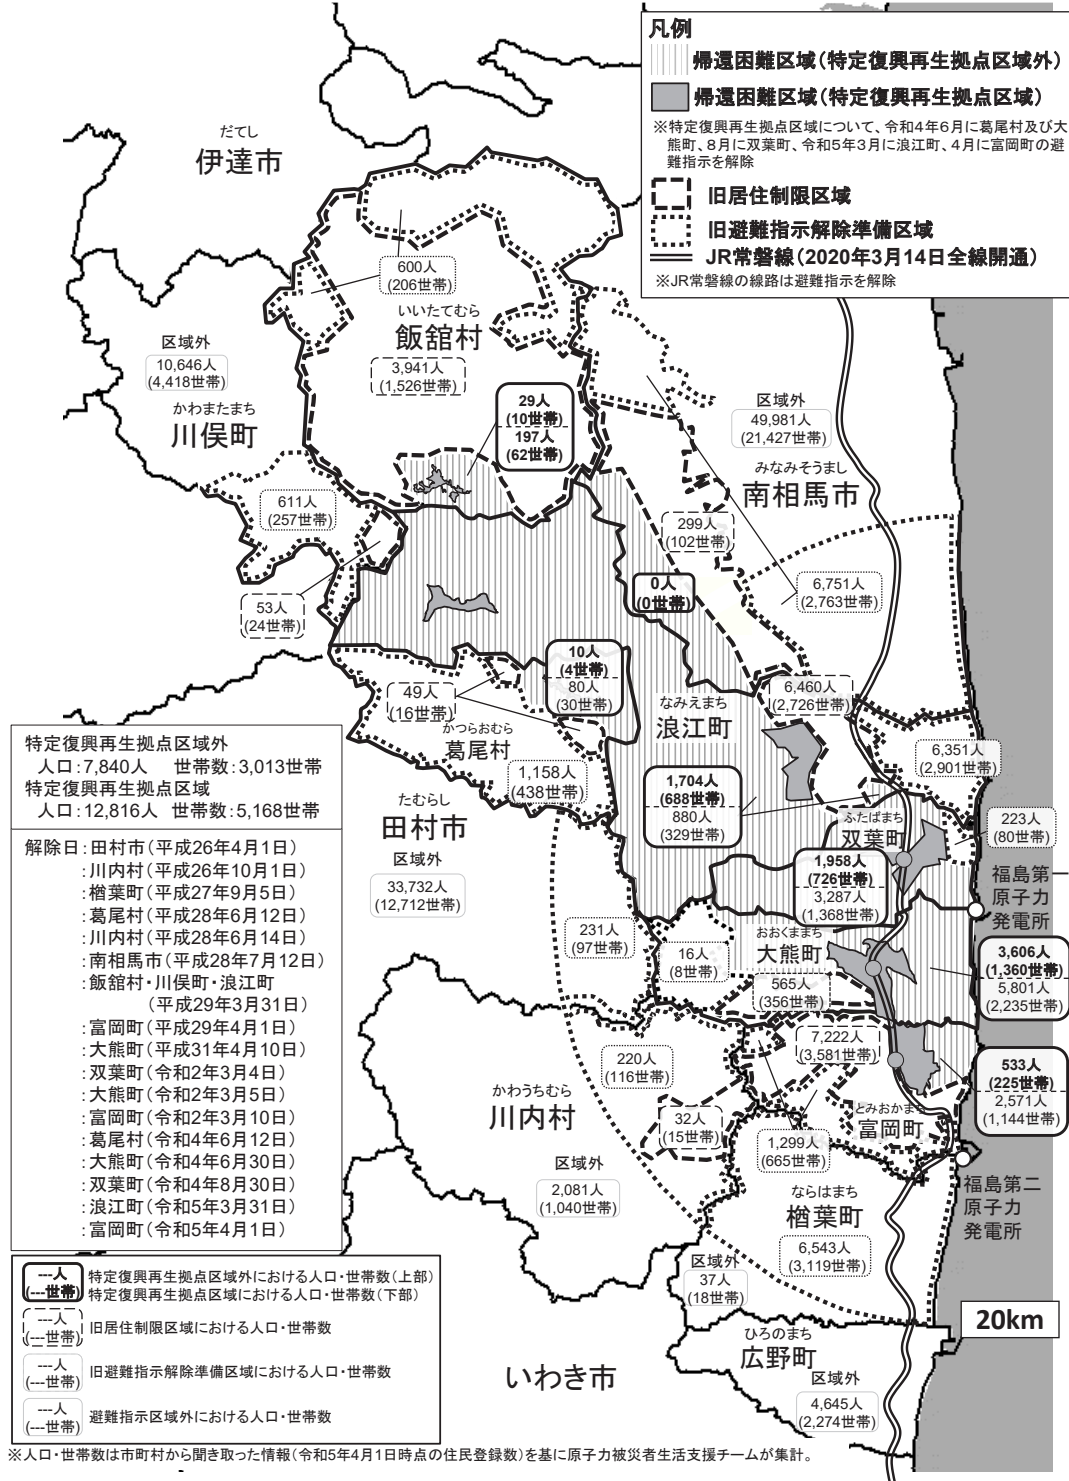 凡例
帰還困難区域(特定復興再生拠点区域外)
帰還困難区域(特定復興再生拠点区域)
※特定復興再生拠点区域について、令和4年6月に葛尾村及び大
熊町、8月に双葉町、令和5年3月に浪江町、4月に富岡町の避
難指示を解除
旧居住制限区域
旧避難指示解除準備区域
JR常磐線(2020年3月14日全線開通)
※JR常磐線の線路は避難指示を解除
だてし
伊達市
600人
(206世帯)
いいたてむら
飯舘村
3,941人
(1,526世帯)
29人
(10世帯)
197人
(62世帯)
区域外
10,646人
(4,418世帯)
かわまたまち
川俣町
611人
(257世帯)
53人
(24世帯)
区域外
49,981人
(21,427世帯)
みなみそうまし
南相馬市
299人
(102世帯)
0人
(0世帯)
6,751人
(2,763世帯)
10人
(4世帯)
80人
(30世帯)
49人
(16世帯)
かつらおむら
葛尾村
1,158人
(438世帯)
なみえまち
浪江町
6,460人
(2,726世帯)
6,351人
(2,901世帯)
1,704人
(688世帯)
880人
(329世帯)
ふたばまち
双葉町
223人
(80世帯)
1,958人
(726世帯)
3,287人
(1,368世帯)
福島第一
原子力
発電所
たむらし
田村市
区域外
33,732人
(12,712世帯)
231人
(97世帯)
おおくままち
大熊町
16人
(8世帯)
565人
(356世帯)
3,606人
(1,360世帯)
5,801人
(2,235世帯)
220人
(116世帯)
かわうちむら
川内村
32人
(15世帯)
区域外
2,081人
(1,040世帯)
7,222人
(3,581世帯)
とみおかまち
富岡町
1,299人
(665世帯)
533人
(225世帯)
2,571人
(1,144世帯)
福島第二
原子力
発電所
ならはまち
楢葉町
6,543人
(3,119世帯)
区域外
37人
(18世帯)
20km
ひろのまち
広野町
区域外
4,645人
(2,274世帯)
いわき市
特定復興再生拠点区域外
人口:7,840人 世帯数:3,013世帯
特定復興再生拠点区域
人口:12,816人 世帯数:5,168世帯
解除日:田村市(平成26年4月1日)
:川内村(平成26年10月1日)
:楢葉町(平成27年9月5日)
:葛尾村(平成28年6月12日)
:川内村(平成28年6月14日)
:南相馬市(平成28年7月12日)
:飯舘村・川俣町・浪江町
(平成29年3月31日)
:富岡町(平成29年4月1日)
:大熊町(平成31年4月10日)
:双葉町(令和2年3月4日)
:大熊町(令和2年3月5日)
:富岡町(令和2年3月10日)
:葛尾村(令和4年6月12日)
:大熊町(令和4年6月30日)
:双葉町(令和4年8月30日)
:浪江町(令和5年3月31日)
:富岡町(令和5年4月1日)
---人
(---世帯)
特定復興再生拠点区域外における人口・世帯数(上部)
特定復興再生拠点区域における人口・世帯数(下部)
---人
(---世帯)
旧居住制限区域における人口・世帯数
---人
(---世帯)
旧避難指示解除準備区域における人口・世帯数
---人
(---世帯)
避難指示区域外における人口・世帯数
※人口・世帯数は市町村から聞き取った情報(令和5年4月1日時点の住民登録数)を基に原子力被災者生活支援チームが集計。